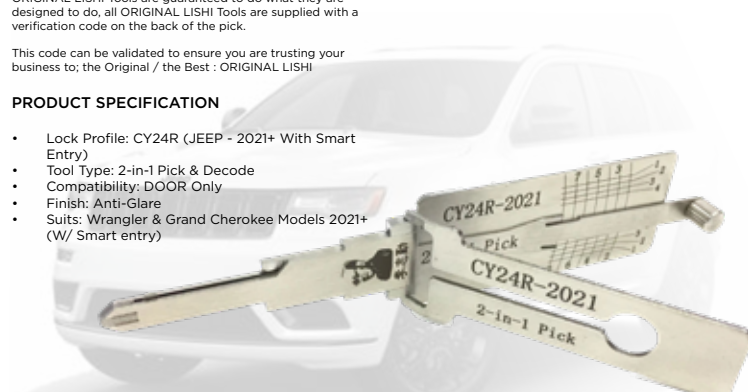 ORIGINAL LISHI Tools are guaranteed to do what they are
designed to do, all ORIGINAL LISHI Tools are supplied with a
verification code on the back of the pick.
This code can be validated to ensure you are trusting your
business to; the Original / the Best : ORIGINAL LISHI
PRODUCT SPECIFICATION
• Lock Profile: CY24R (JEEP - 2021+ With Smart
Entry)
• Tool Type: 2-in-1 Pick & Decode
• Compatibility: DOOR Only
• Finish: Anti-Glare
• Suits: Wrangler & Grand Cherokee Models 2021+
(W/ Smart entry)
CY24R-2021
7 5 3
2
Pick
CY24R-2021
2-in-1 Pick